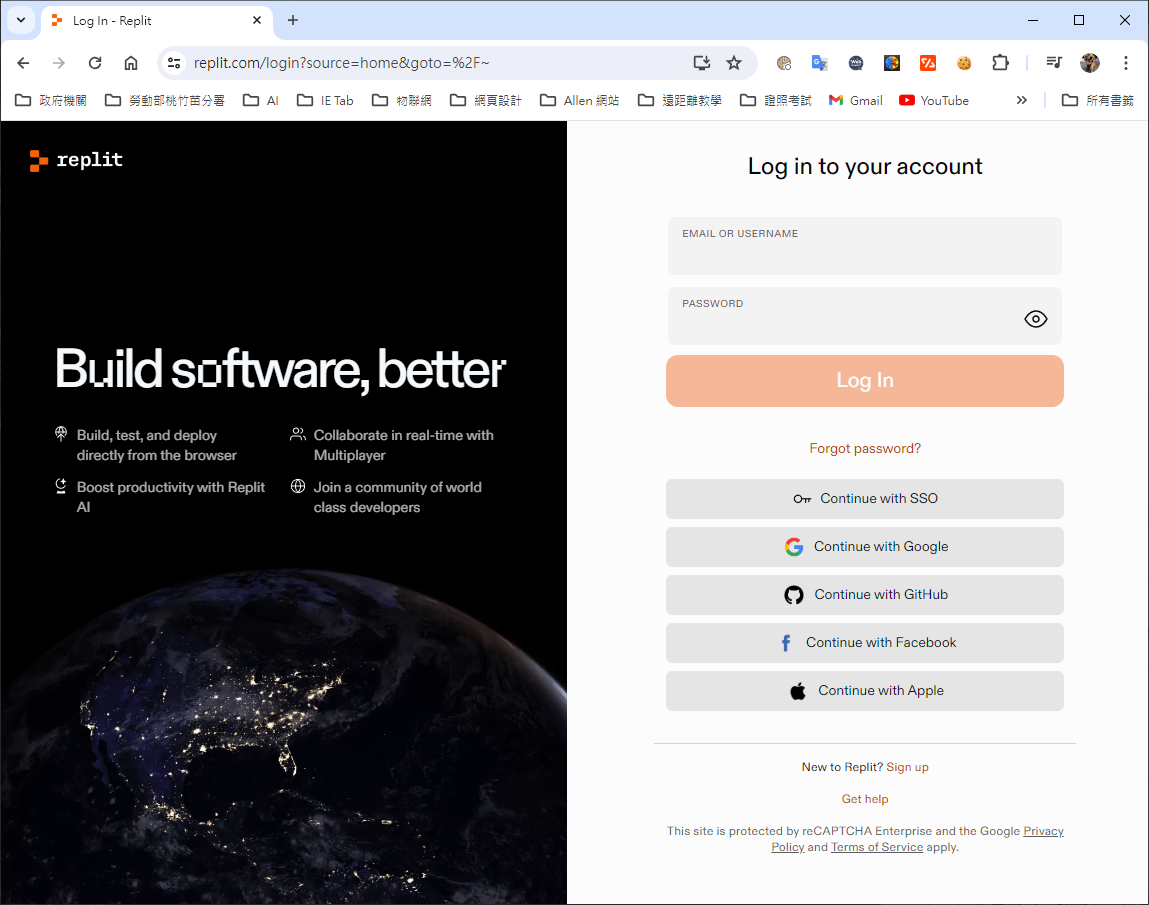 Log In - Replit
replit.com/login?source=home&goto=%2F~
政府機關 勞動部桃竹苗分署 AI IE Tab 物聯網 網頁設計 Allen 網站 遠距離教學 證照考試 Gmail YouTube 所有書籤
replit
Build software, better
Build, test, and deploy
directly from the browser
Collaborate in real-time with
Multiplayer
Boost productivity with Replit
AI
Join a community of world
class developers
Log in to your account
EMAIL OR USERNAME
PASSWORD
Log In
Forgot password?
Continue with SSO
Continue with Google
Continue with GitHub
Continue with Facebook
Continue with Apple
New to Replit? Sign up
Get help
This site is protected by reCAPTCHA Enterprise and the Google Privacy
Policy and Terms of Service apply.